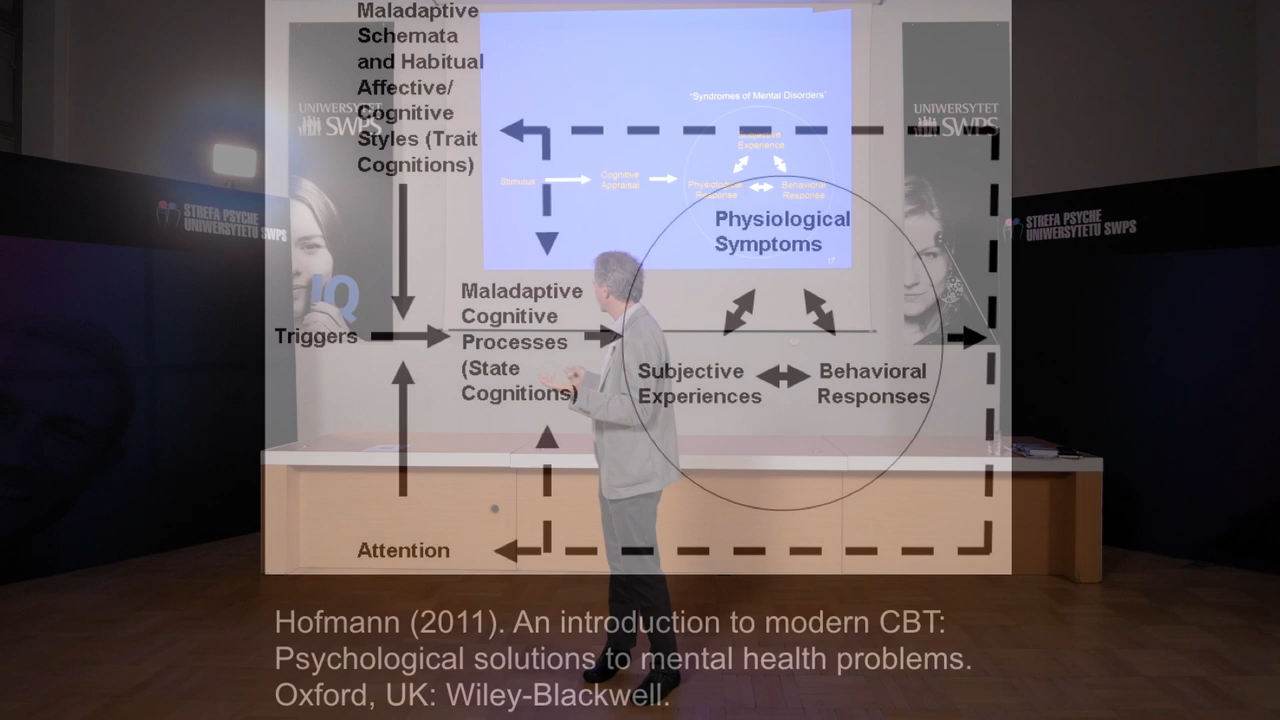 Maladaptive
Schemata
and Habitual
Affective/
Cognitive
Styles (Trait
Cognitions)
UNIWERSYTET
SWPS
"Syndromes of Mental Disorders"
Subjective
Experience
Stimulus
Cognitive
Appraisal
Physiological
Response
Behavioral
Response
17
UNIWERSYTET
SWPS
STREFA PSYCHE
UNIWERSYTETU SWPS
STREFA PSYCHE
UNIWERSYTETU SWPS
IQ
Physiological
Symptoms
Triggers
Maladaptive
Cognitive
Processes
(State
Cognitions)
Subjective
Experiences
Behavioral
Responses
Attention
Hofmann (2011). An introduction to modern CBT:
Psychological solutions to mental health problems.
Oxford, UK: Wiley-Blackwell.